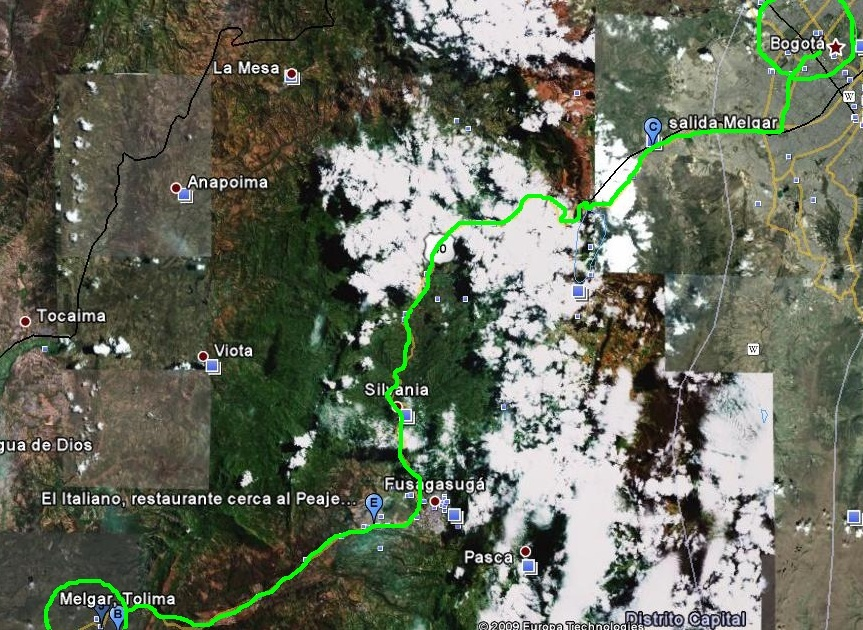 Bogotá
La Mesa
C
salida Melgar
W
Anapoima
Tocaima
Viota
W
Silvania
gua de Dios
Fusagasugá
El Italiano, restaurante cerca al Peaje...
E
Pasca
Melgar, Tolima
B
Distrito Capital
© 2009 Europa Technologies